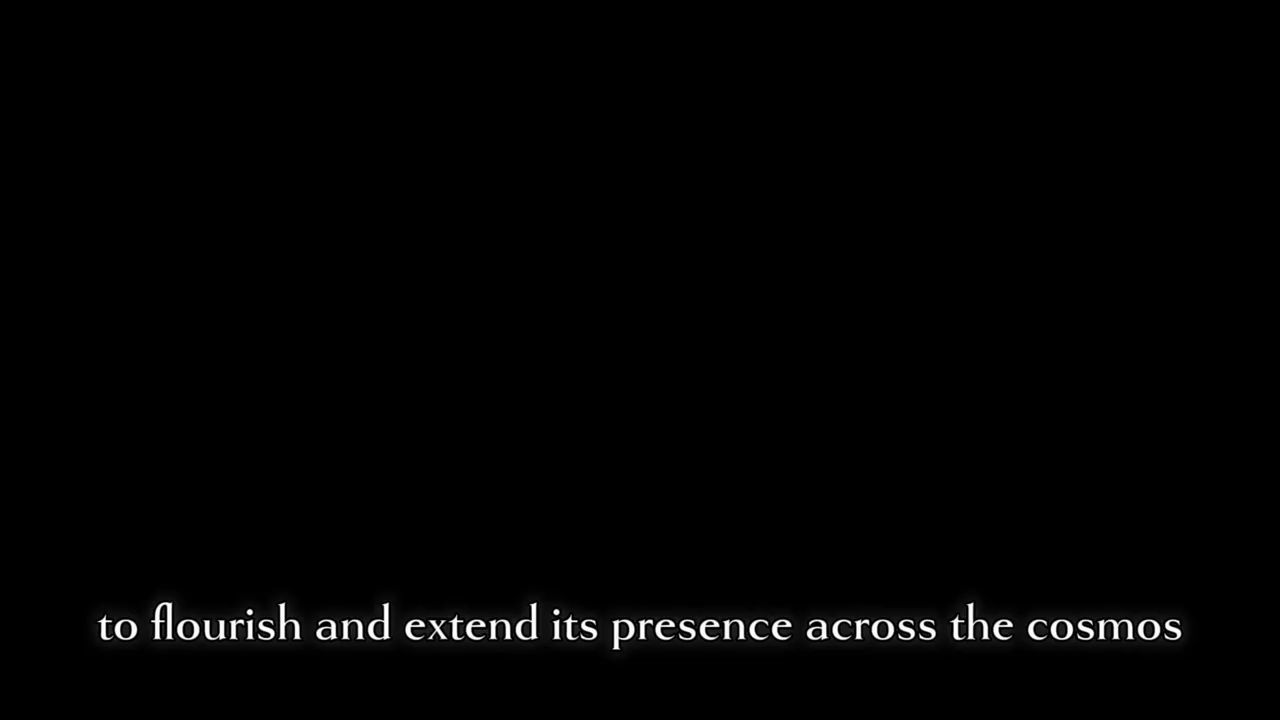 to flourish and extend its presence across the cosmos